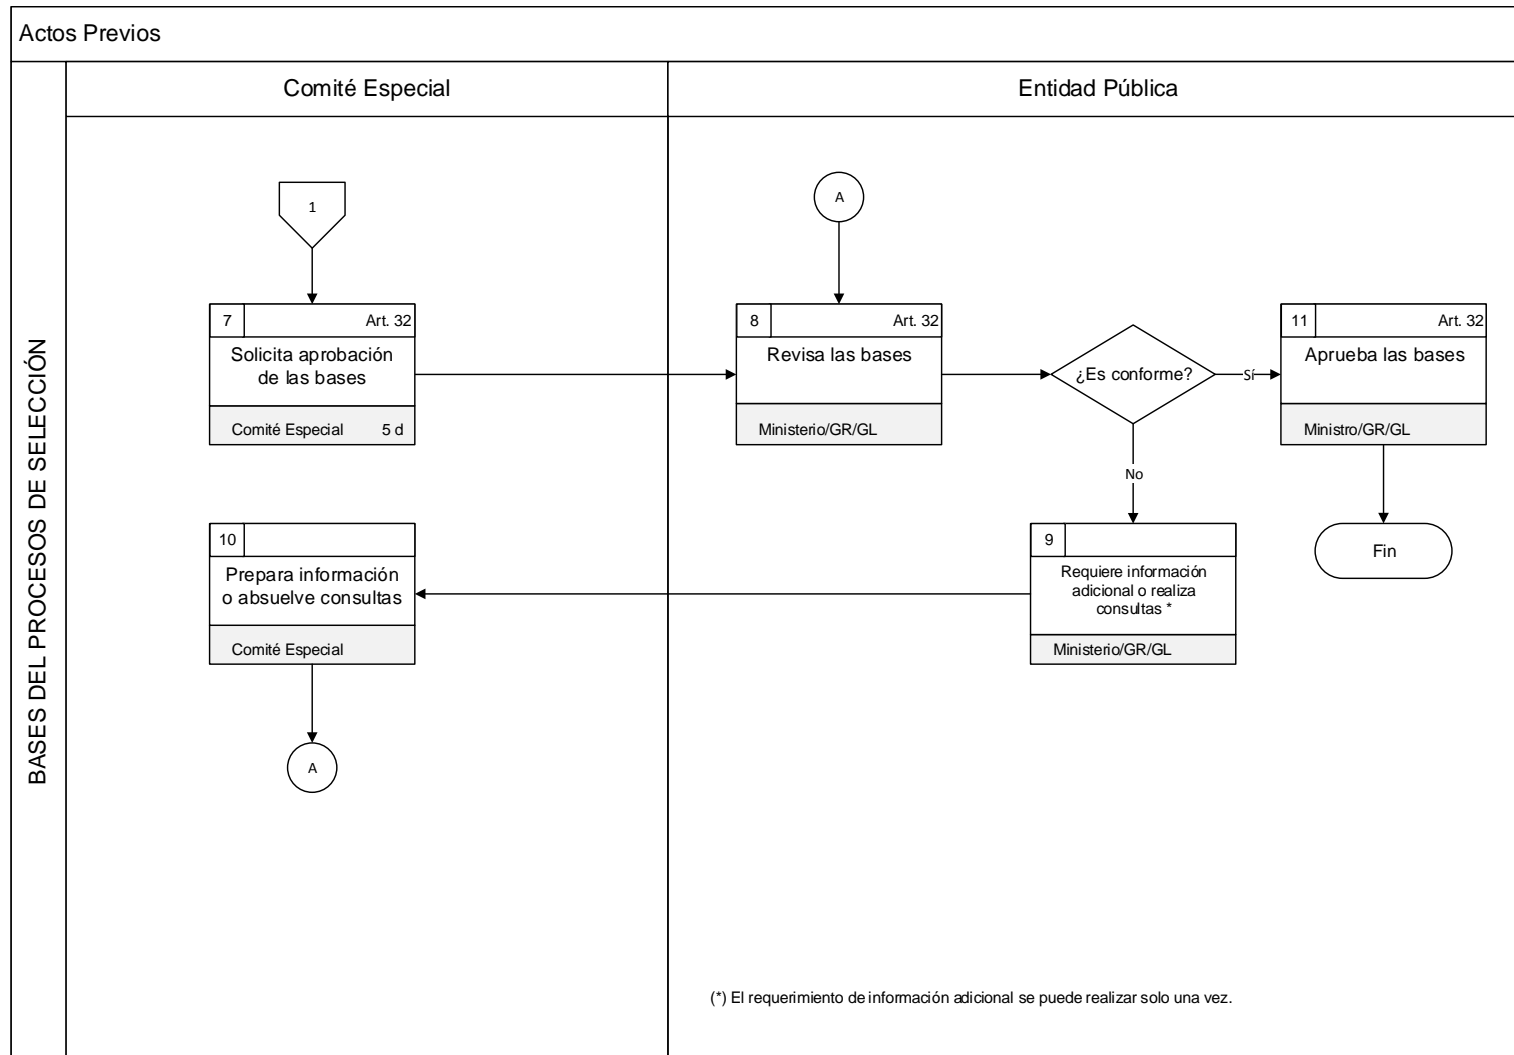 Actos Previos
BASES DEL PROCESOS DE SELECCIÓN
Comité Especial
Entidad Pública
1
A
7
Art. 32
Solicita aprobación
de las bases
Comité Especial 5 d
8
Art. 32
Revisa las bases
Ministerio/GR/GL
¿Es conforme?
Sí
No
11
Art. 32
Aprueba las bases
Ministro/GR/GL
10
Prepara información
o absuelve consultas
Comité Especial
9
Requiere información
adicional o realiza
consultas *
Ministerio/GR/GL
Fin
A
(*) El requerimiento de información adicional se puede realizar solo una vez.